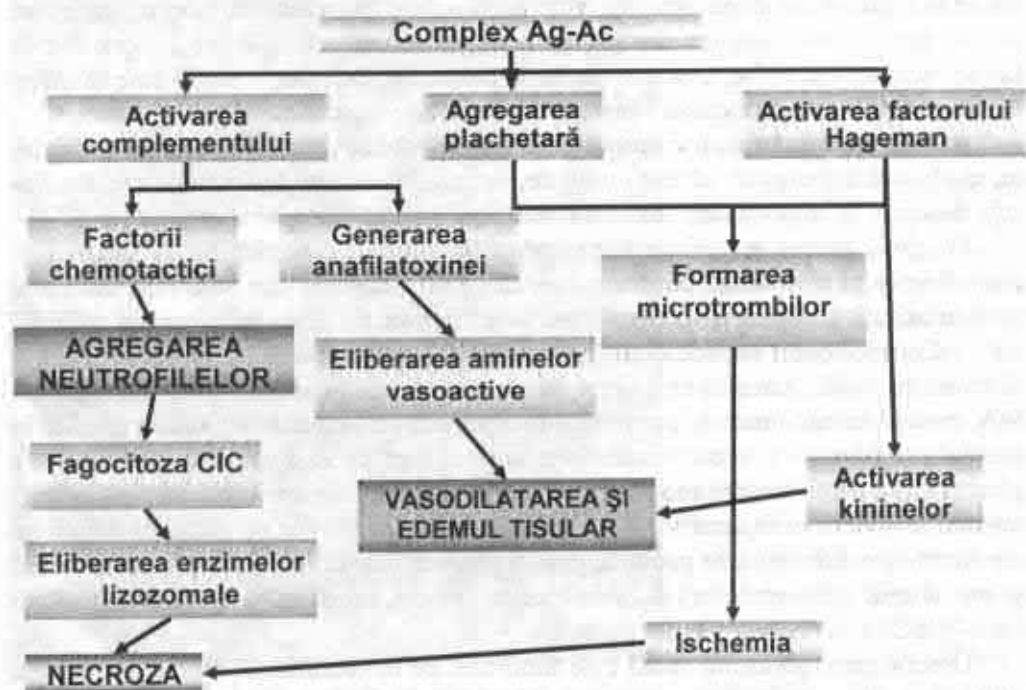 Complex Ag-Ac
Activarea
complementului
Agregarea
plachetară
Activarea factorului
Hageman
Factorii
chemotactici
Generarea
anafilatoxinei
Formarea
microtrombilor
AGREGAREA
NEUTROFILELOR
Eliberarea aminelor
vasoactive
Fagocitoza CIC
VASODILATAREA ŞI
EDEMUL TISULAR
Activarea
kininelor
Eliberarea enzimelor
lizozomale
Ischemia
NECROZA